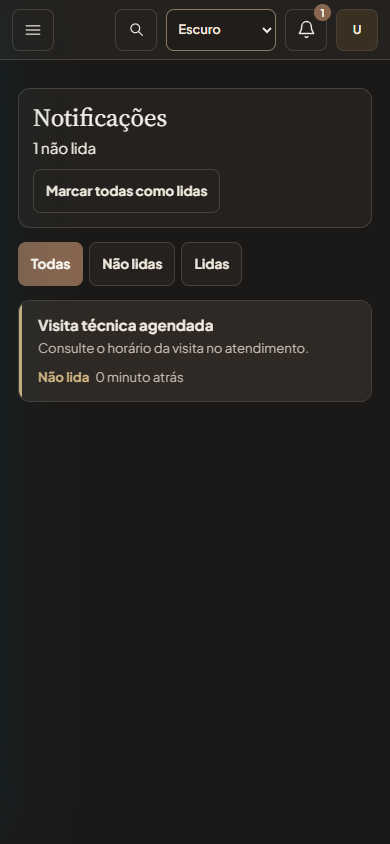 Escuro
1
U
Notificações
1 não lida
Marcar todas como lidas
Todas
Não lidas
Lidas
Visita técnica agendada
Consulte o horário da visita no atendimento.
Não lida 0 minuto atrás